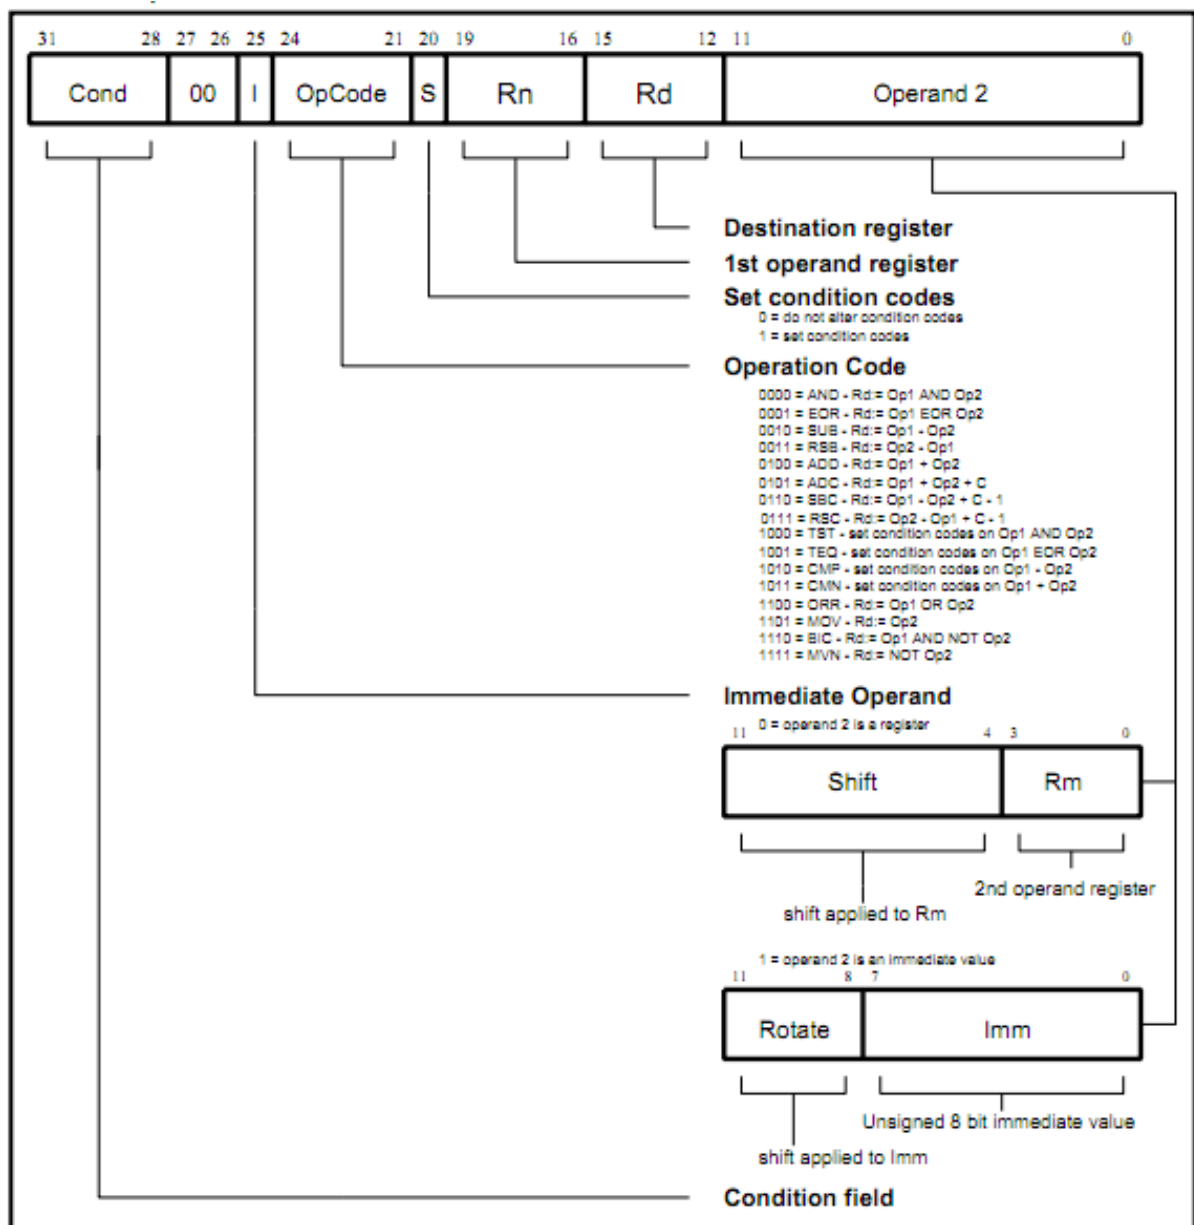 31 28 27 26 25 24 21 20 19 16 15 12 11 0
Cond 00 I OpCode S Rn Rd Operand 2
Destination register
1st operand register
Set condition codes
0 = do not alter condition codes
1 = set condition codes
Operation Code
0000 = AND - Rd:= Op1 AND Op2
0001 = EOR - Rd:= Op1 EOR Op2
0010 = SUB - Rd:= Op1 - Op2
0011 = RSB - Rd:= Op2 - Op1
0100 = ADD - Rd:= Op1 + Op2
0101 = ADC - Rd:= Op1 + Op2 + C
0110 = SBC - Rd:= Op1 - Op2 + C - 1
0111 = RSC - Rd:= Op2 - Op1 + C - 1
1000 = TST - set condition codes on Op1 AND Op2
1001 = TEQ - set condition codes on Op1 EOR Op2
1010 = CMP - set condition codes on Op1 - Op2
1011 = CMN - set condition codes on Op1 + Op2
1100 = ORR - Rd:= Op1 OR Op2
1101 = MOV - Rd:= Op2
1110 = BIC - Rd:= Op1 AND NOT Op2
1111 = MVN - Rd:= NOT Op2
Immediate Operand
0 = operand 2 is a register
11 4 3 0
Shift Rm
2nd operand register
shift applied to Rm
1 = operand 2 is an immediate value
11 8 7 0
Rotate Imm
Unsigned 8 bit immediate value
shift applied to Imm
Condition field